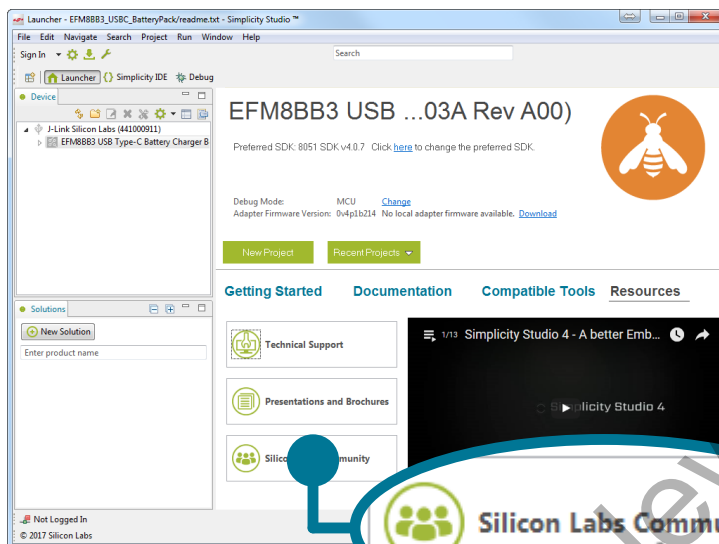 Launcher - EFM8BB3_USBC_BatteryPack/readme.txt - Simplicity Studio ™
File Edit Navigate Search Project Run Window Help
Sign In
Search
Launcher {} Simplicity IDE Debug
Device
J-Link Silicon Labs (441000911)
EFM8BB3 USB Type-C Battery Charger B
EFM8BB3 USB ...03A Rev A00)
Preferred SDK: 8051 SDK v4.0.7 Click here to change the preferred SDK.
Debug Mode: MCU Change
Adapter Firmware Version: 0v4p1b214 No local adapter firmware available. Download
New Project Recent Projects
Getting Started Documentation Compatible Tools Resources
Solutions
New Solution
Enter product name
Technical Support
Presentations and Brochures
1/13 Simplicity Studio 4 - A better Emb...
Simplicity Studio 4
Silicon Labs Commu
Not Logged In
© 2017 Silicon Labs